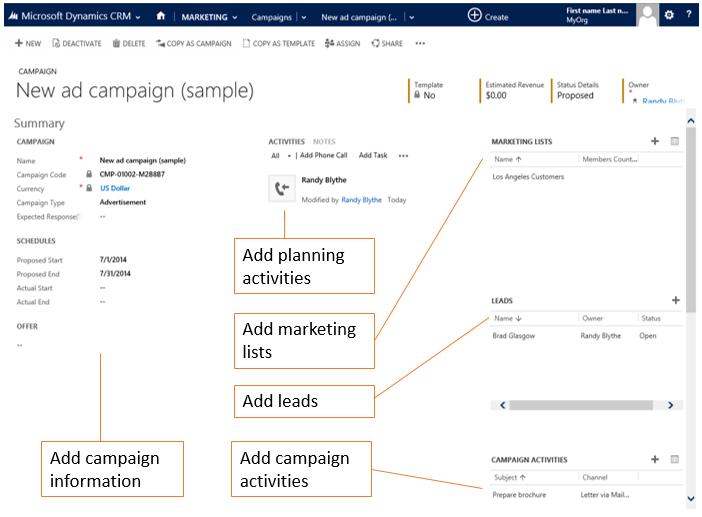 Microsoft Dynamics CRM
MARKETING
Campaigns
New ad campaign (...
Create
First name Last n...
MyOrg
?
NEW
DEACTIVATE
DELETE
COPY AS CAMPAIGN
COPY AS TEMPLATE
ASSIGN
SHARE
...
CAMPAIGN
New ad campaign (sample)
Template
No
Estimated Revenue
$0.00
Status Details
Proposed
Owner
*
Randy Blyt
Summary
CAMPAIGN
Name * New ad campaign (sample)
Campaign Code CMP-01002-M2B8B7
Currency * US Dollar
Campaign Type Advertisement
Expected Response( --
SCHEDULES
Proposed Start 7/1/2014
Proposed End 7/31/2014
Actual Start --
Actual End --
OFFER
--
ACTIVITIES NOTES
All | Add Phone Call Add Task ...
Randy Blythe
Modified by Randy Blythe Today
MARKETING LISTS
Name Members Count...
Los Angeles Customers
LEADS
Name Owner Status
Brad Glasgow Randy Blythe Open
CAMPAIGN ACTIVITIES
Subject Channel
Prepare brochure Letter via Mail...
Add planning
activities
Add marketing
lists
Add leads
Add campaign
activities
Add campaign
information